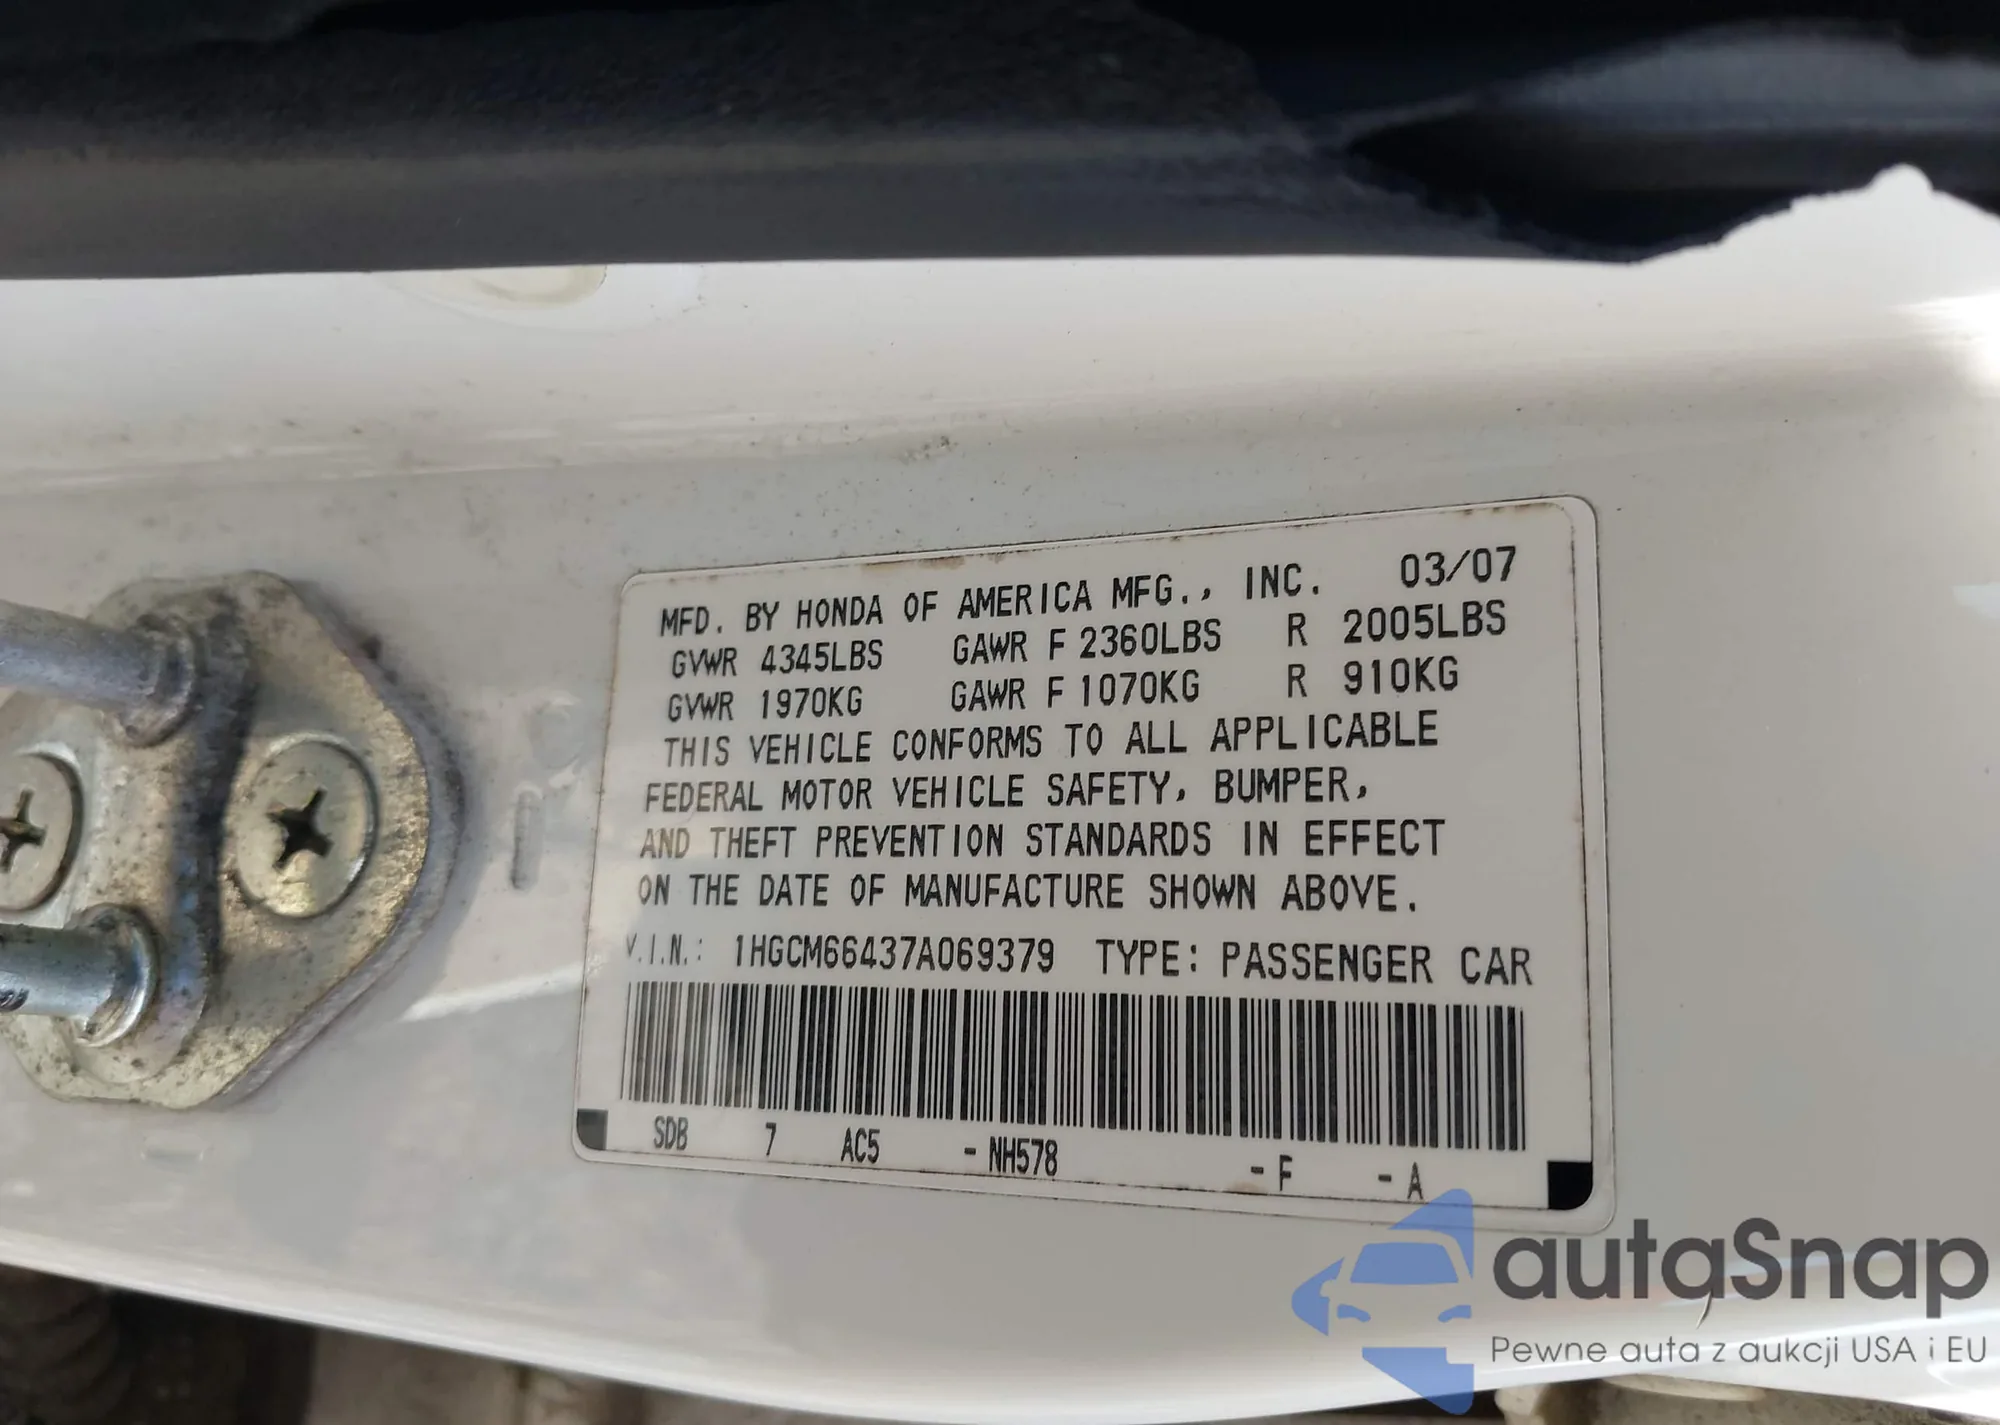 MFD. BY HONDA OF AMERICA MFG., INC. 03/07
GVWR 4345LBS GAWR F 2360LBS R 2005LBS
GVWR 1970KG GAWR F 1070KG R 910KG
THIS VEHICLE CONFORMS TO ALL APPLICABLE
FEDERAL MOTOR VEHICLE SAFETY, BUMPER,
AND THEFT PREVENTION STANDARDS IN EFFECT
ON THE DATE OF MANUFACTURE SHOWN ABOVE.
V.I.N.: 1HGCM66437A069379 TYPE: PASSENGER CAR
SDB 7 AC5 -NH578 -F -A
autaSnap
Pewne auta z aukcji USA i EU